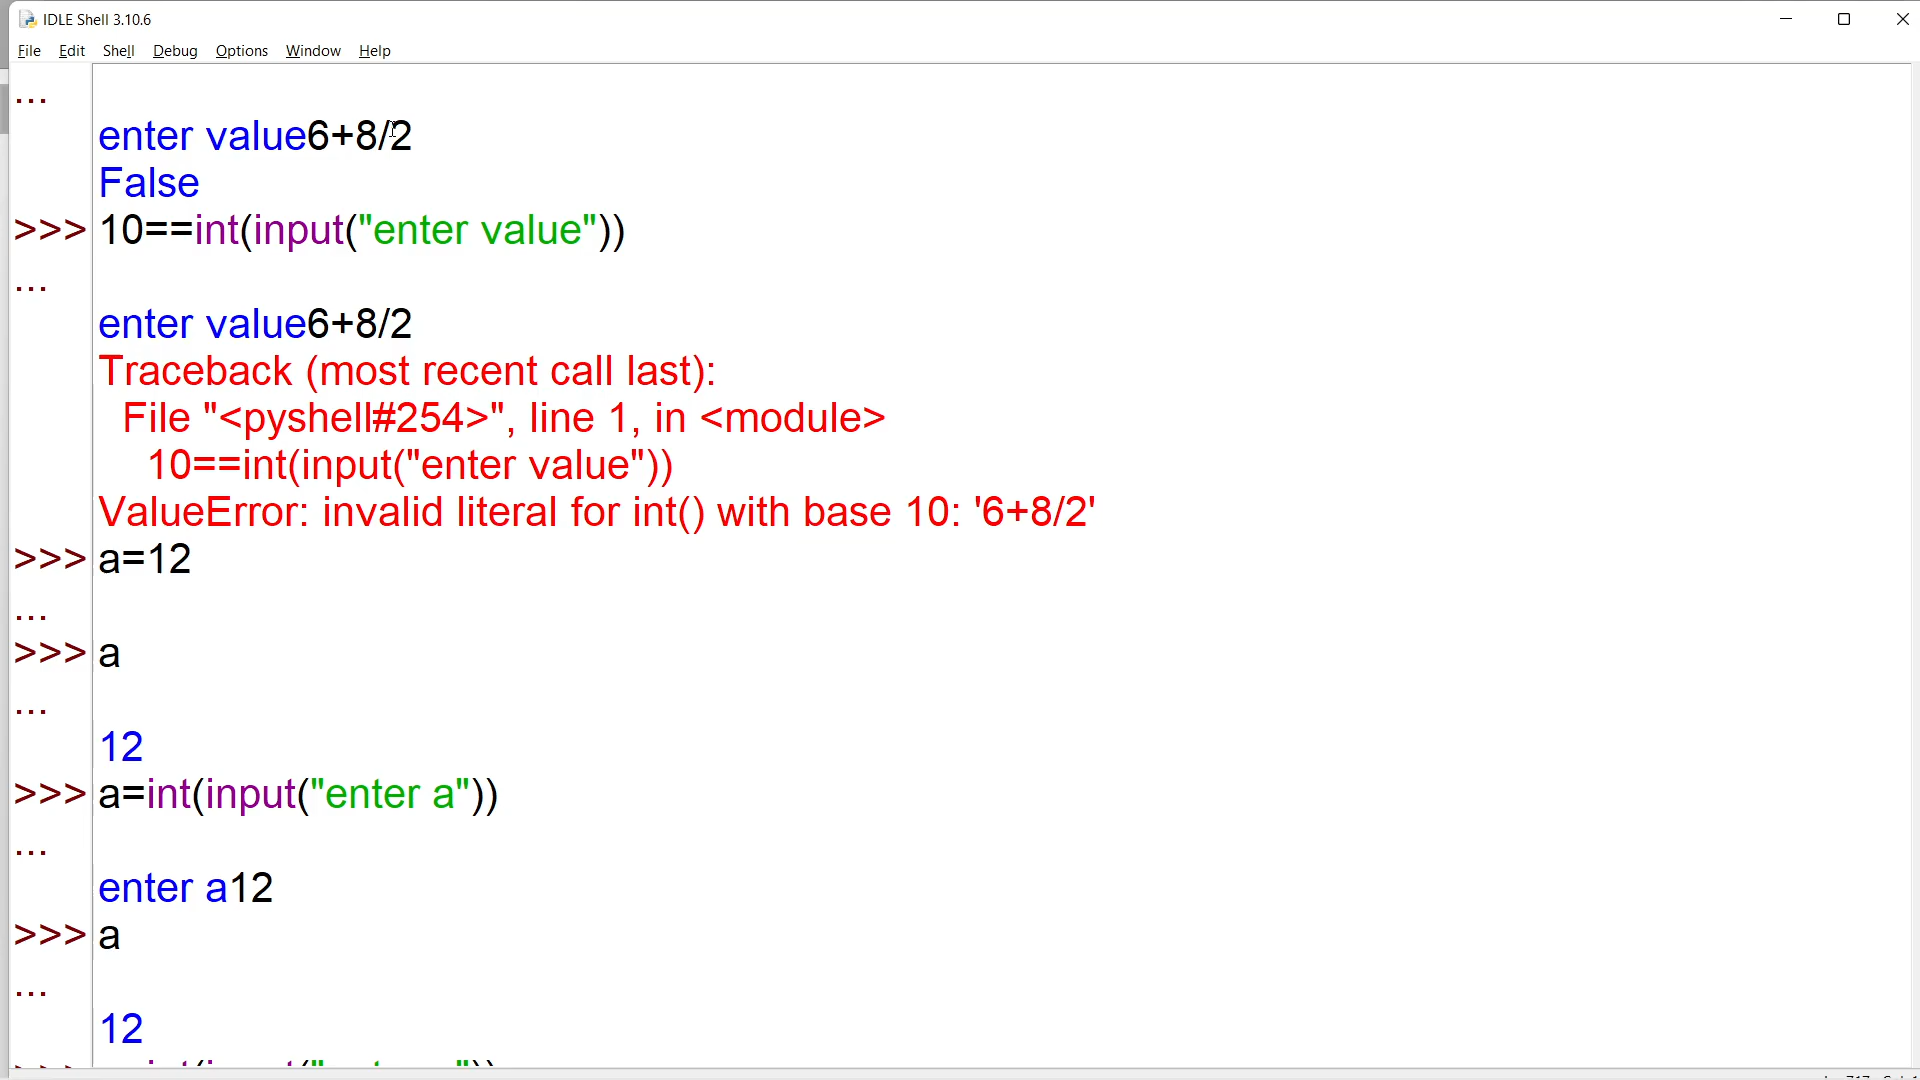 IDLE Shell 3.10.6
File Edit Shell Debug Options Window Help
...
enter value6+8/2
False
>>> 10==int(input("enter value"))
...
enter value6+8/2
Traceback (most recent call last):
  File "<pyshell#254>", line 1, in <module>
    10==int(input("enter value"))
ValueError: invalid literal for int() with base 10: '6+8/2'
>>> a=12
...
>>> a
...
12
>>> a=int(input("enter a"))
...
enter a12
>>> a
...
12